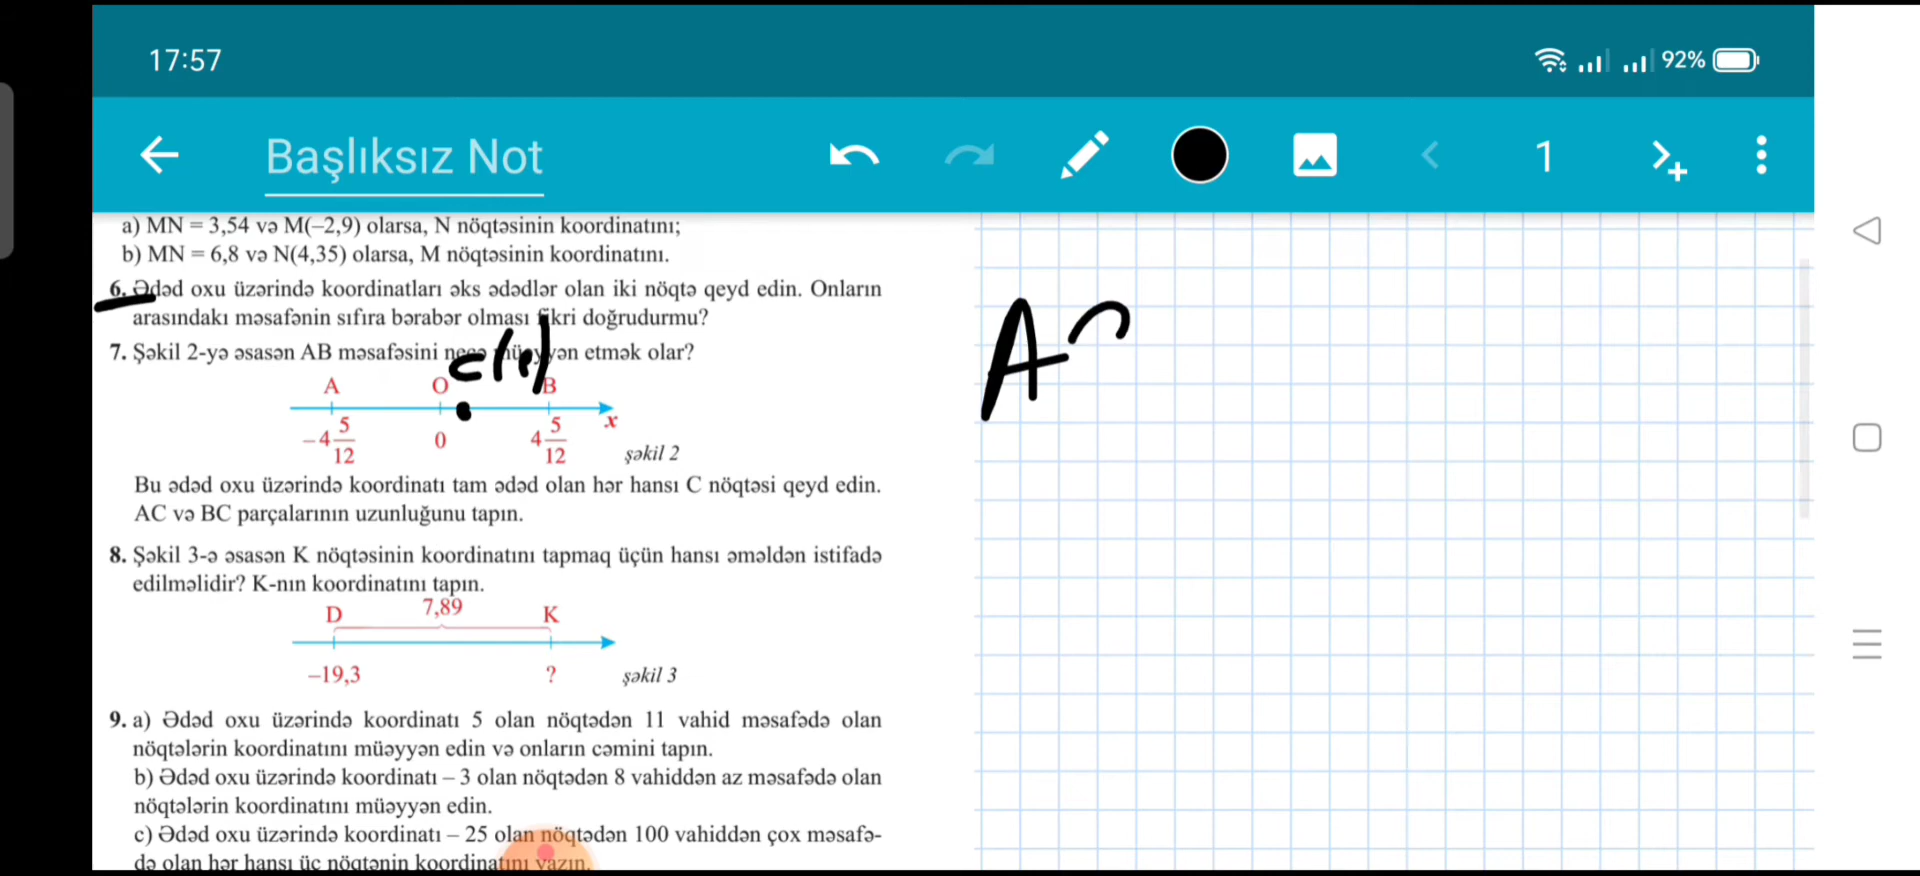 17:57
92%
Başlıksız Not
1
a) MN = 3,54 və M(–2,9) olarsa, N nöqtəsinin koordinatını;
b) MN = 6,8 və N(4,35) olarsa, M nöqtəsinin koordinatını.
6. Ədəd oxu üzərində koordinatları əks ədədlər olan iki nöqtə qeyd edin. Onların
arasındakı məsafənin sıfıra bərabər olması fikri doğrudurmu?
7. Şəkil 2-yə əsasən AB məsafəsini necə müəyyən etmək olar?
C(1)
A O B
–4 5/12 0 4 5/12 x
şəkil 2
Bu ədəd oxu üzərində koordinatı tam ədəd olan hər hansı C nöqtəsi qeyd edin.
AC və BC parçalarının uzunluğunu tapın.
8. Şəkil 3-ə əsasən K nöqtəsinin koordinatını tapmaq üçün hansı əməldən istifadə
edilməlidir? K-nın koordinatını tapın.
D 7,89 K
–19,3 ? şəkil 3
9. a) Ədəd oxu üzərində koordinatı 5 olan nöqtədən 11 vahid məsafədə olan
nöqtələrin koordinatını müəyyən edin və onların cəmini tapın.
b) Ədəd oxu üzərində koordinatı – 3 olan nöqtədən 8 vahiddən az məsafədə olan
nöqtələrin koordinatını müəyyən edin.
c) Ədəd oxu üzərində koordinatı – 25 olan nöqtədən 100 vahiddən çox məsafə-
də olan hər hansı üç nöqtənin koordinatını yazın.
A